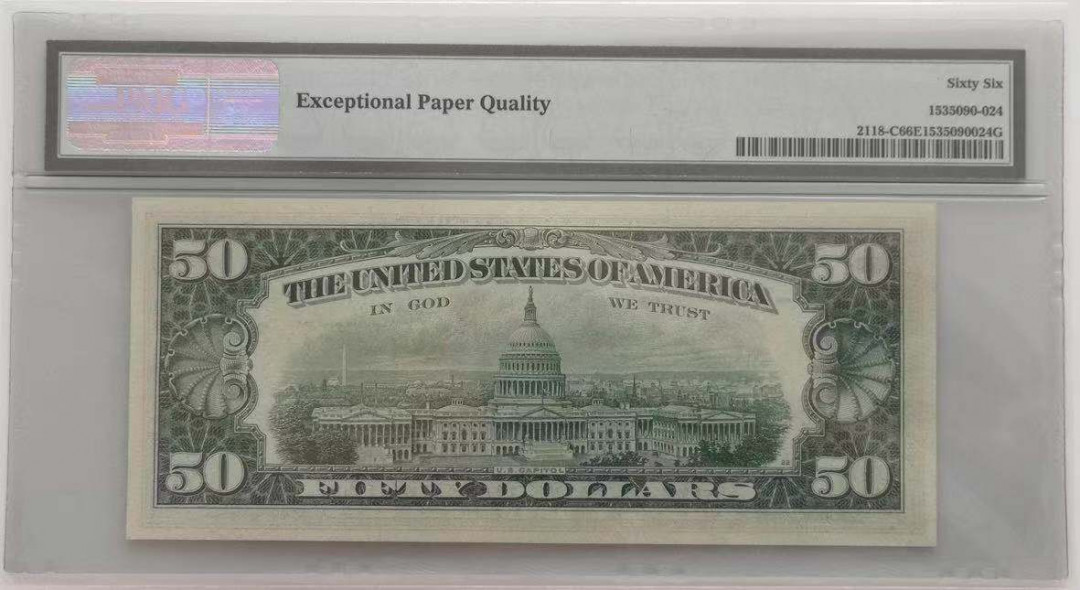 Exceptional Paper Quality
Sixty Six
1535090-024
2118-C66E1535090024G
50 50
THE UNITED STATES OF AMERICA
IN GOD WE TRUST
U.S. CAPITOL
50 50
FIFTY DOLLARS